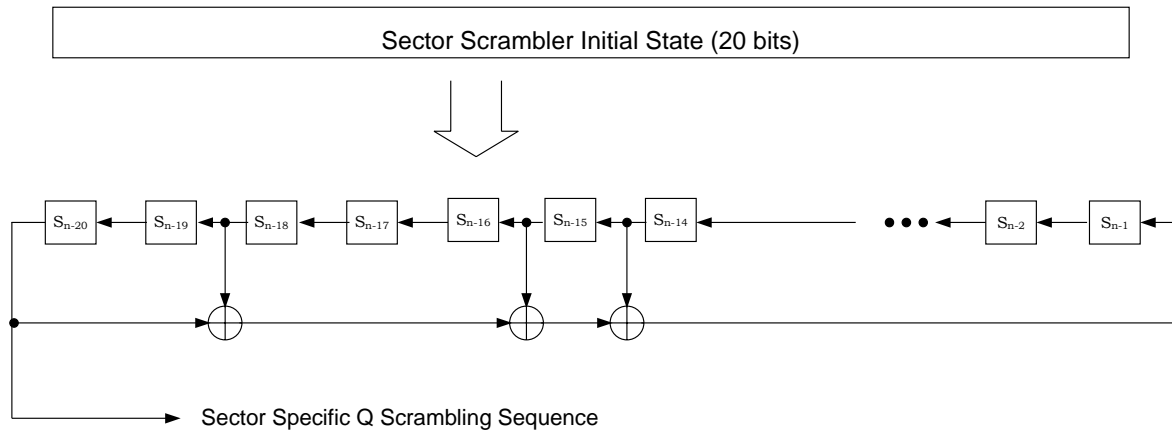 Sector Scrambler Initial State (20 bits)
Sn-20 Sn-19 Sn-18 Sn-17 Sn-16 Sn-15 Sn-14 Sn-2 Sn-1
Sector Specific Q Scrambling Sequence